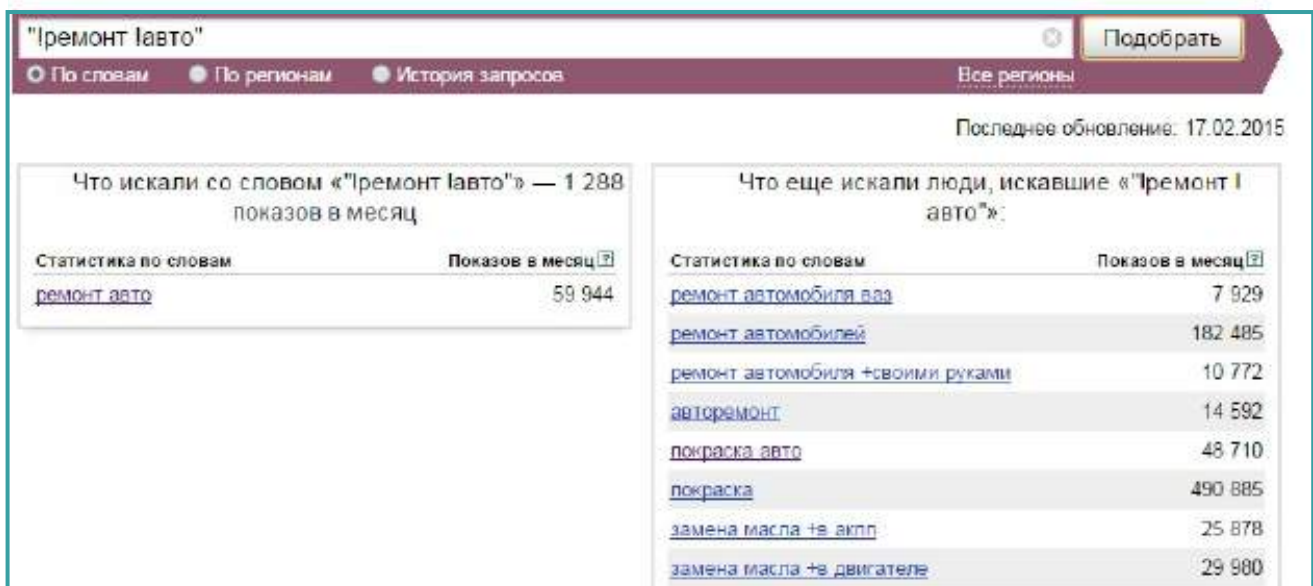 "!ремонт !авто"
Подобрать
По словам По регионам История запросов Все регионы
Последнее обновление: 17.02.2015
Что искали со словом «"!ремонт !авто"» — 1 288
показов в месяц
Статистика по словам Показов в месяц ?
ремонт авто 59 944
Что еще искали люди, искавшие «"!ремонт !
авто"»:
Статистика по словам Показов в месяц ?
ремонт автомобиля ваз 7 929
ремонт автомобилей 182 485
ремонт автомобиля +своими руками 10 772
авторемонт 14 592
покраска авто 48 710
покраска 490 885
замена масла +в акпп 25 878
замена масла +в двигателе 29 980